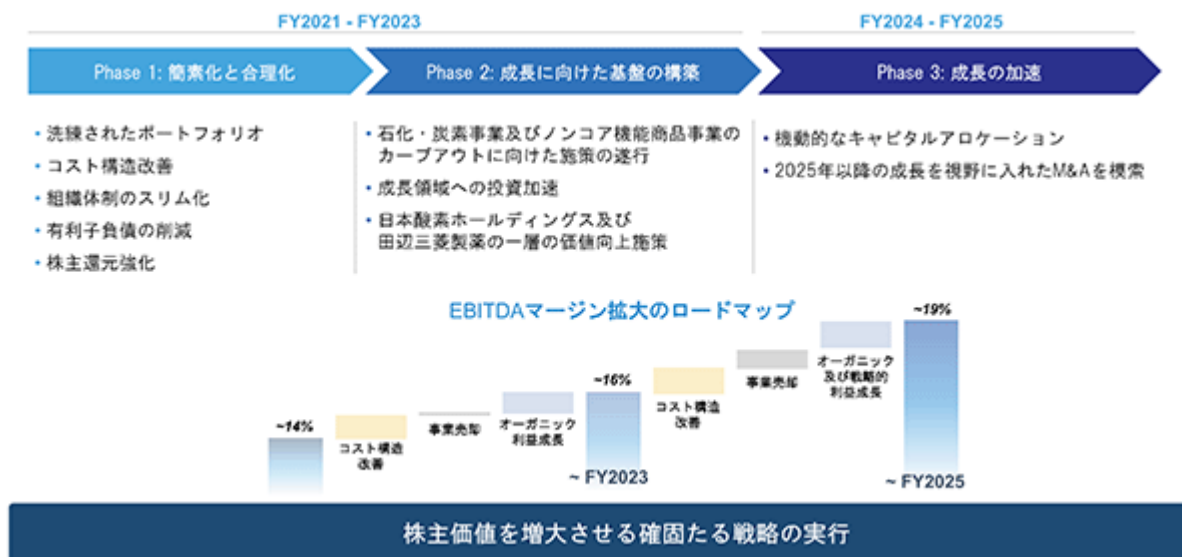 FY2021 - FY2023
FY2024 - FY2025
Phase 1: 簡素化と合理化
Phase 2: 成長に向けた基盤の構築
Phase 3: 成長の加速
・洗練されたポートフォリオ
・コスト構造改善
・組織体制のスリム化
・有利子負債の削減
・株主還元強化
・石化・炭素事業及びノンコア機能商品事業の
カーブアウトに向けた施策の遂行
・成長領域への投資加速
・日本酸素ホールディングス及び
田辺三菱製薬の一層の価値向上施策
・機動的なキャピタルアロケーション
・2025年以降の成長を視野に入れたM&Aを模索
EBITDAマージン拡大のロードマップ
~14%
コスト構造
改善
事業売却
オーガニック
利益成長
~16%
~ FY2023
コスト構造
改善
事業売却
オーガニック
及び戦略的
利益成長
~19%
~ FY2025
株主価値を増大させる確固たる戦略の実行